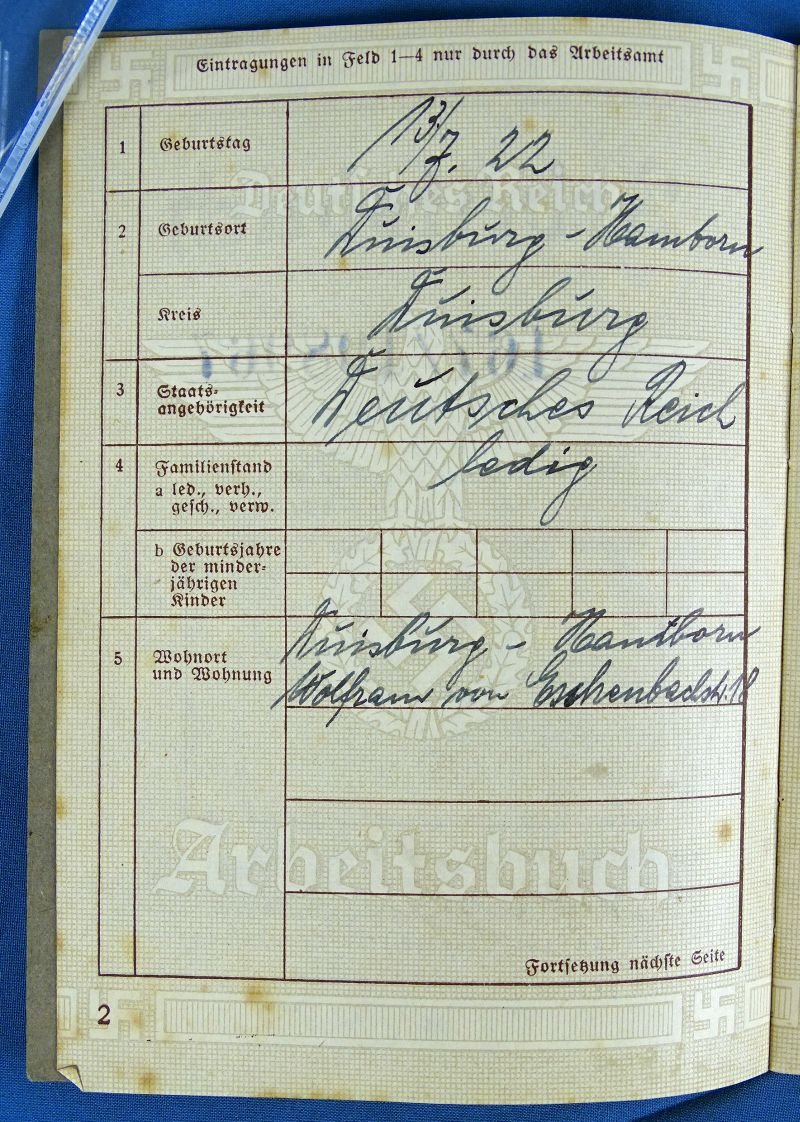 Eintragungen in Feld 1—4 nur durch das Arbeitsamt
1 Geburtstag 13/7. 22
Deutsches Reich
2 Geburtsort Duisburg - Hamborn
Kreis Duisburg
3 Staats-
angehörigkeit Deutsches Reich
4 Familienstand ledig
a led., verh.,
gesch., verw.
b Geburtsjahre
der minder-
jährigen
Kinder
5 Wohnort Duisburg - Hamborn
und Wohnung Wolfram von Eschenbachstr. 18
Arbeitsbuch
Fortsetzung nächste Seite
2